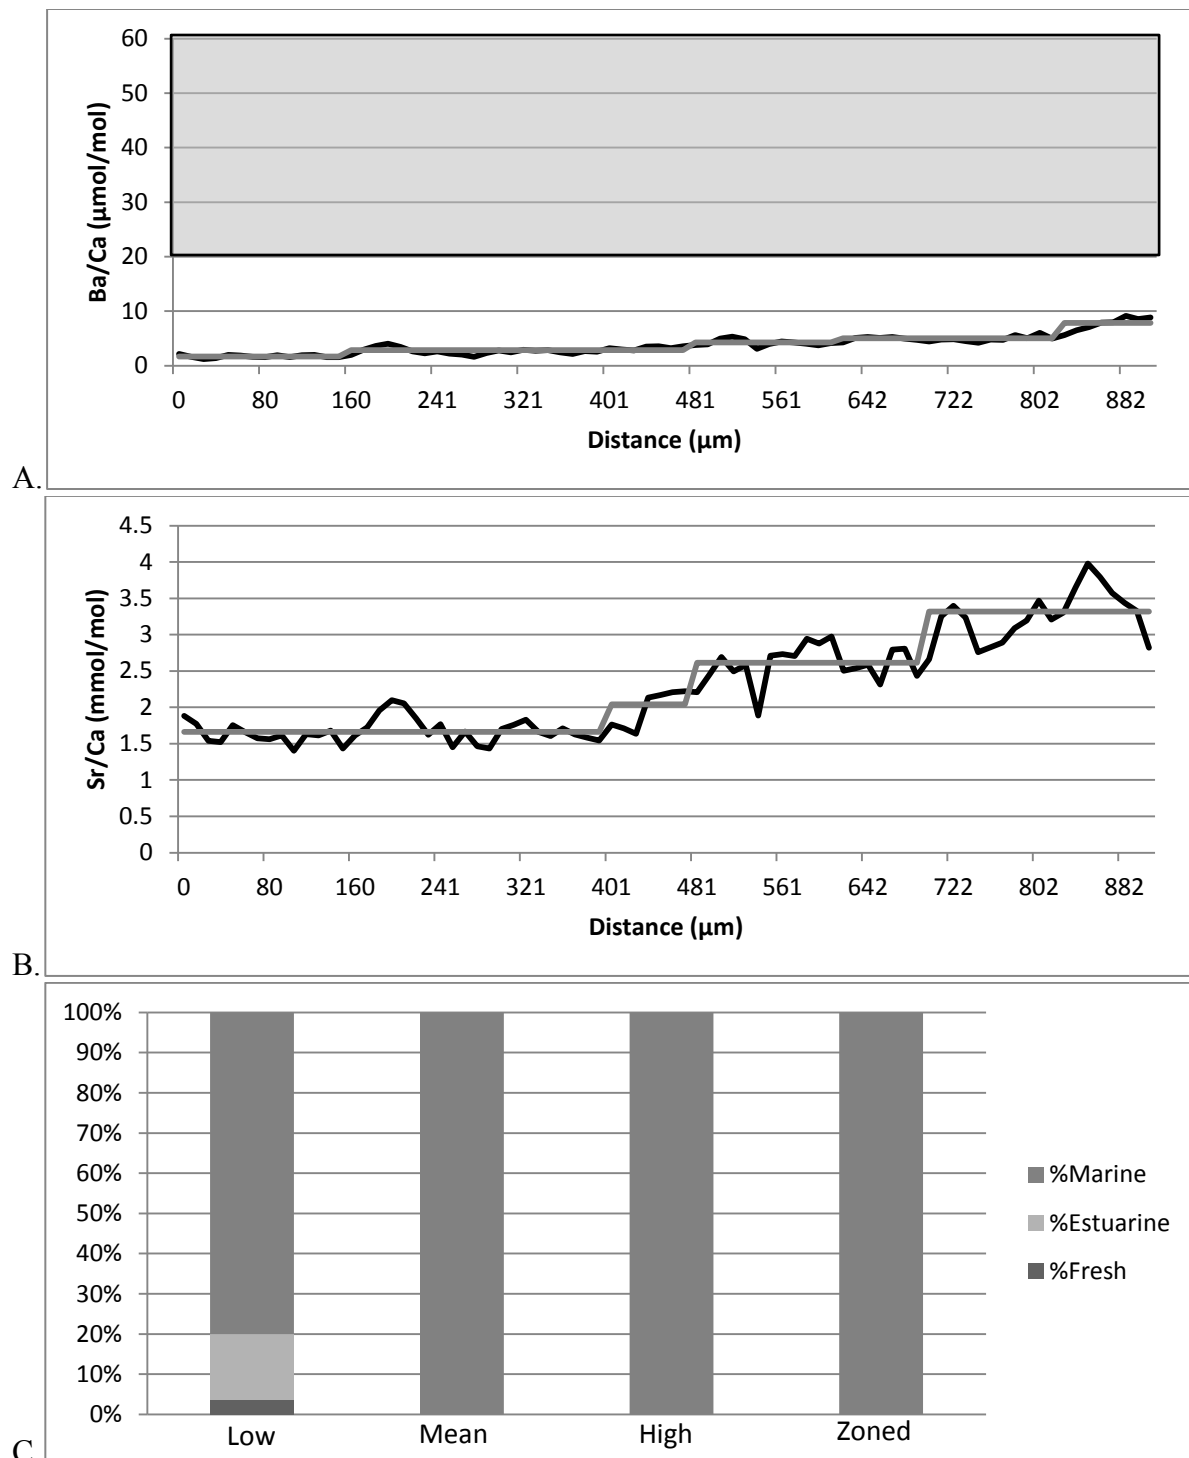 60
50
40
30
20
10
0
Ba/Ca (μmol/mol)
0 80 160 241 321 401 481 561 642 722 802 882
Distance (μm)
A.
4.5
4
3.5
3
2.5
2
1.5
1
0.5
0
Sr/Ca (mmol/mol)
0 80 160 241 321 401 481 561 642 722 802 882
Distance (μm)
B.
100%
90%
80%
70%
60%
50%
40%
30%
20%
10%
0%
Low Mean High Zoned
%Marine
%Estuarine
%Fresh
C